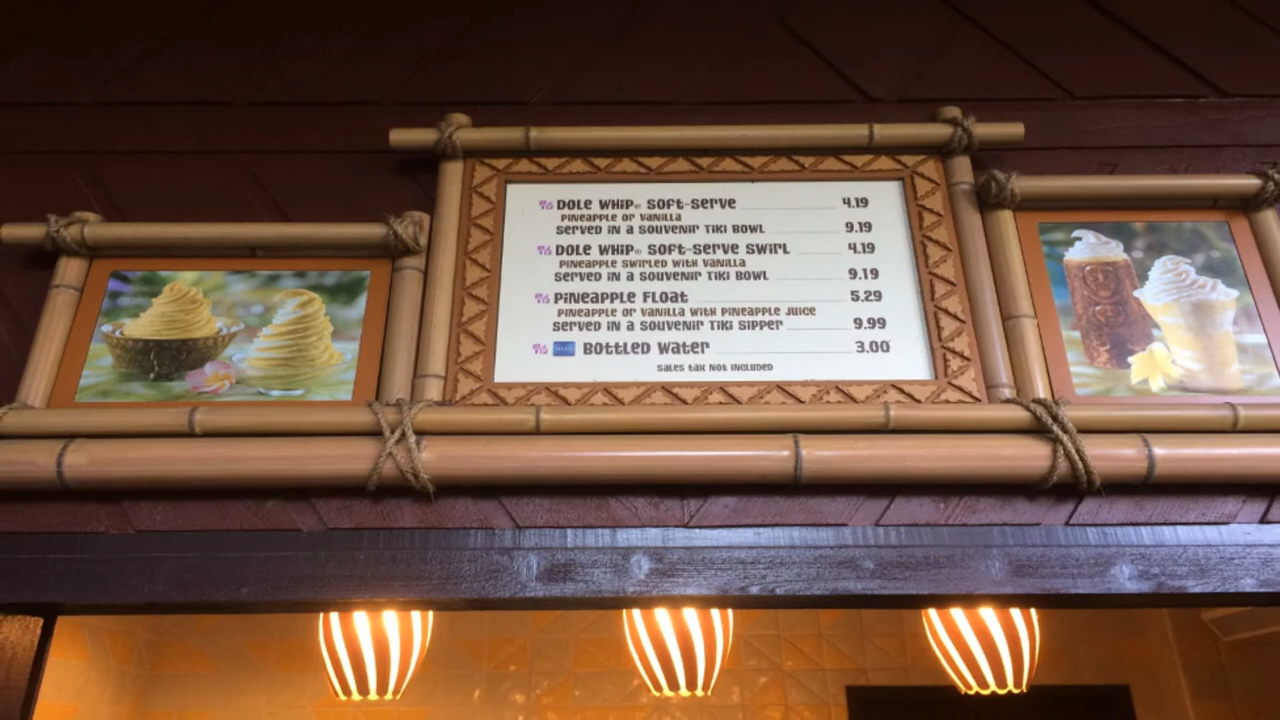 DOLE WHIP® SOFT-SERVE 4.19
PINEAPPLE OR VANILLA
SERVED IN A SOUVENIR TIKI BOWL 9.19
DOLE WHIP® SOFT-SERVE SWIRL 4.19
PINEAPPLE SWIRLED WITH VANILLA
SERVED IN A SOUVENIR TIKI BOWL 9.19
PINEAPPLE FLOAT 5.29
PINEAPPLE OR VANILLA WITH PINEAPPLE JUICE
SERVED IN A SOUVENIR TIKI SIPPER 9.99
BOTTLED WATER 3.00
SALES TAX NOT INCLUDED